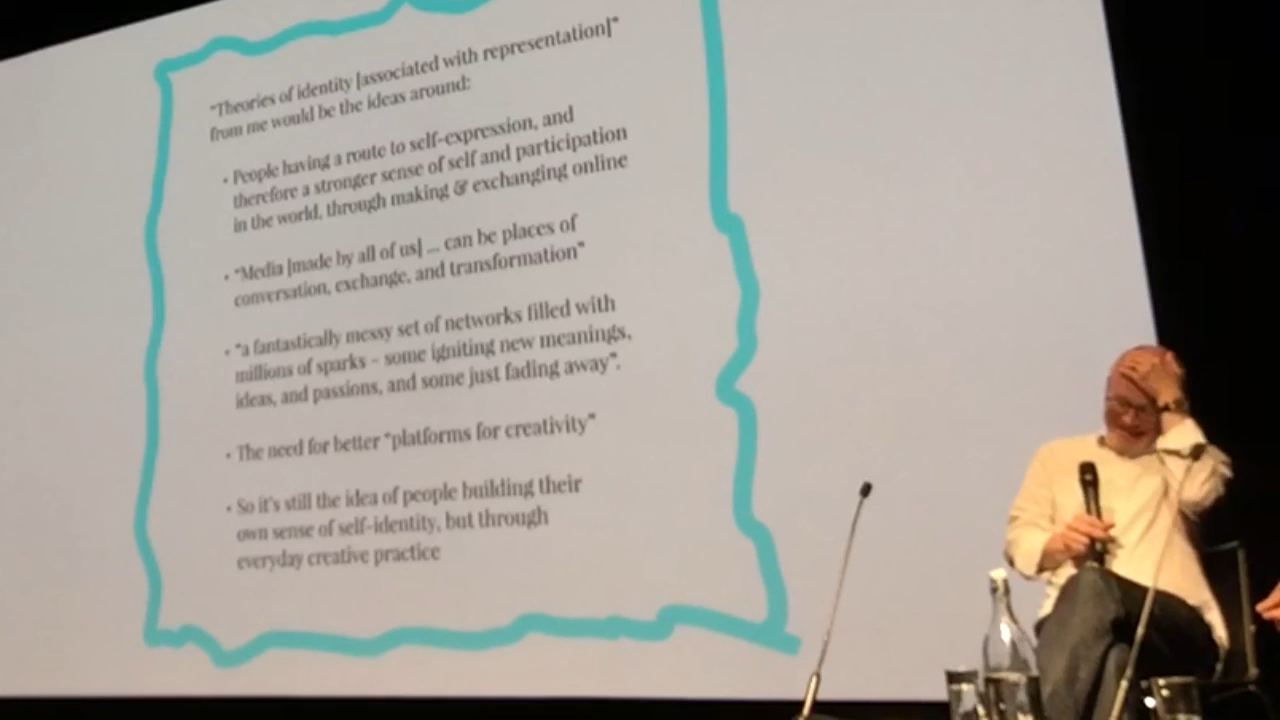 "Theories of identity [associated with representation]"
from me would be the ideas around:
• People having a route to self-expression, and
therefore a stronger sense of self and participation
in the world, through making & exchanging online
• "Media [made by all of us] ... can be places of
conversation, exchange, and transformation"
• "a fantastically messy set of networks filled with
millions of sparks – some igniting new meanings,
ideas, and passions, and some just fading away".
• The need for better "platforms for creativity"
• So it's still the idea of people building their
own sense of self-identity, but through
everyday creative practice